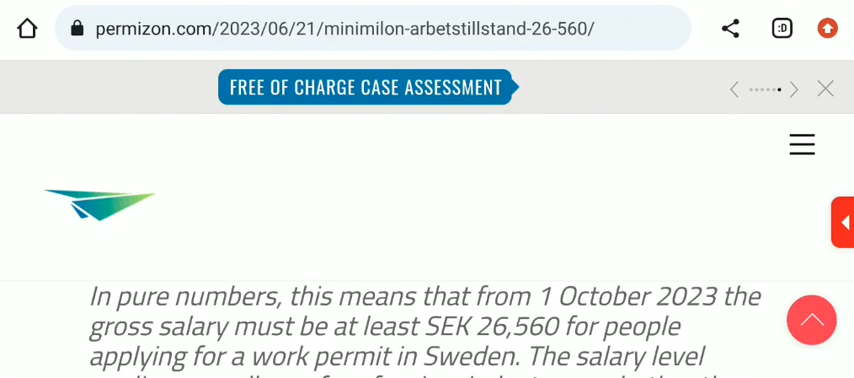 permizon.com/2023/06/21/minimilon-arbetstillstand-26-560/
:D
FREE OF CHARGE CASE ASSESSMENT
In pure numbers, this means that from 1 October 2023 the
gross salary must be at least SEK 26,560 for people
applying for a work permit in Sweden. The salary level